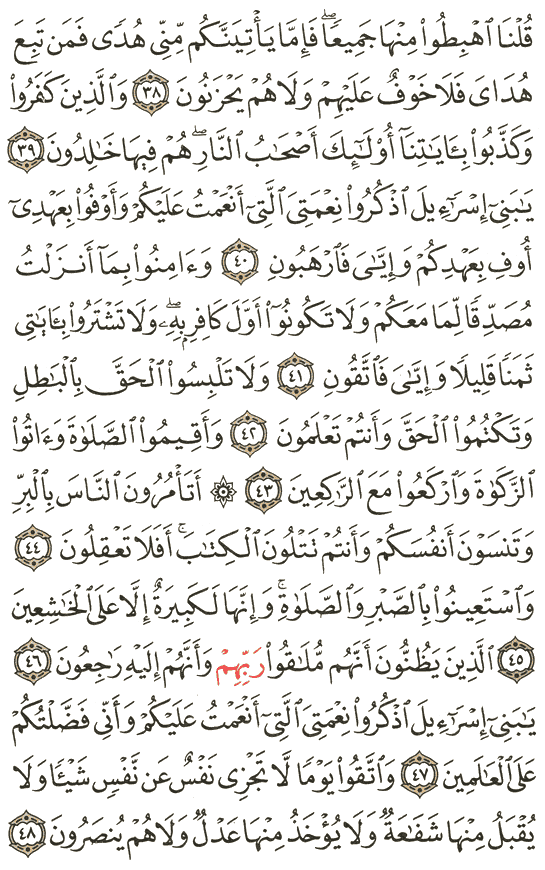 قُلْنَا ٱهْبِطُوا۟ مِنْهَا جَمِيعًۭا ۖ فَإِمَّا يَأْتِيَنَّكُم مِّنِّى هُدًۭى فَمَن تَبِعَ
هُدَاىَ فَلَا خَوْفٌ عَلَيْهِمْ وَلَا هُمْ يَحْزَنُونَ ٣٨ وَٱلَّذِينَ كَفَرُوا۟
وَكَذَّبُوا۟ بِـَٔايَـٰتِنَآ أُو۟لَـٰٓئِكَ أَصْحَـٰبُ ٱلنَّارِ ۖ هُمْ فِيهَا خَـٰلِدُونَ ٣٩
يَـٰبَنِىٓ إِسْرَٰٓءِيلَ ٱذْكُرُوا۟ نِعْمَتِىَ ٱلَّتِىٓ أَنْعَمْتُ عَلَيْكُمْ وَأَوْفُوا۟ بِعَهْدِىٓ
أُوفِ بِعَهْدِكُمْ وَإِيَّـٰىَ فَٱرْهَبُونِ ٤٠ وَءَامِنُوا۟ بِمَآ أَنزَلْتُ
مُصَدِّقًۭا لِّمَا مَعَكُمْ وَلَا تَكُونُوٓا۟ أَوَّلَ كَافِرٍۭ بِهِۦ ۖ وَلَا تَشْتَرُوا۟ بِـَٔايَـٰتِى
ثَمَنًۭا قَلِيلًۭا وَإِيَّـٰىَ فَٱتَّقُونِ ٤١ وَلَا تَلْبِسُوا۟ ٱلْحَقَّ بِٱلْبَـٰطِلِ
وَتَكْتُمُوا۟ ٱلْحَقَّ وَأَنتُمْ تَعْلَمُونَ ٤٢ وَأَقِيمُوا۟ ٱلصَّلَوٰةَ وَءَاتُوا۟
ٱلزَّكَوٰةَ وَٱرْكَعُوا۟ مَعَ ٱلرَّٰكِعِينَ ٤٣ ۞ أَتَأْمُرُونَ ٱلنَّاسَ بِٱلْبِرِّ
وَتَنسَوْنَ أَنفُسَكُمْ وَأَنتُمْ تَتْلُونَ ٱلْكِتَـٰبَ ۚ أَفَلَا تَعْقِلُونَ ٤٤
وَٱسْتَعِينُوا۟ بِٱلصَّبْرِ وَٱلصَّلَوٰةِ ۚ وَإِنَّهَا لَكَبِيرَةٌ إِلَّا عَلَى ٱلْخَـٰشِعِينَ
٤٥ ٱلَّذِينَ يَظُنُّونَ أَنَّهُم مُّلَـٰقُوا۟ رَبِّهِمْ وَأَنَّهُمْ إِلَيْهِ رَٰجِعُونَ ٤٦
يَـٰبَنِىٓ إِسْرَٰٓءِيلَ ٱذْكُرُوا۟ نِعْمَتِىَ ٱلَّتِىٓ أَنْعَمْتُ عَلَيْكُمْ وَأَنِّى فَضَّلْتُكُمْ
عَلَى ٱلْعَـٰلَمِينَ ٤٧ وَٱتَّقُوا۟ يَوْمًۭا لَّا تَجْزِى نَفْسٌ عَن نَّفْسٍۢ شَيْـًۭٔا وَلَا
يُقْبَلُ مِنْهَا شَفَـٰعَةٌۭ وَلَا يُؤْخَذُ مِنْهَا عَدْلٌۭ وَلَا هُمْ يُنصَرُونَ ٤٨